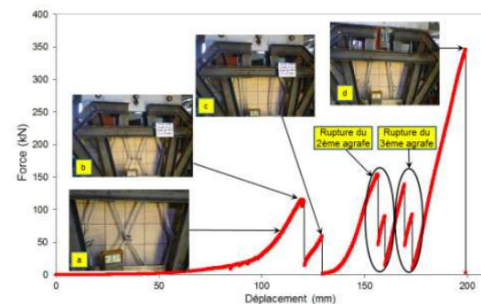 400
350
300
250
200
150
100
50
0
Force (kN)
0 50 100 150 200
Déplacement (mm)
a
b
c
d
Rupture du
2ème agrafe
Rupture du
3ème agrafe